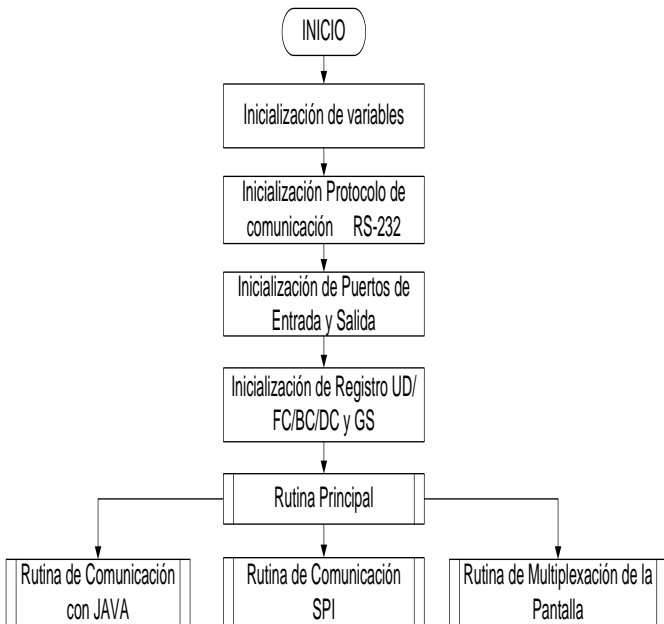 INICIO
Inicialización de variables
Inicialización Protocolo de
comunicación RS-232
Inicialización de Puertos de
Entrada y Salida
Inicialización de Registro UD/
FC/BC/DC y GS
Rutina Principal
Rutina de Comunicación
con JAVA
Rutina de Comunicación
SPI
Rutina de Multiplexación de la
Pantalla